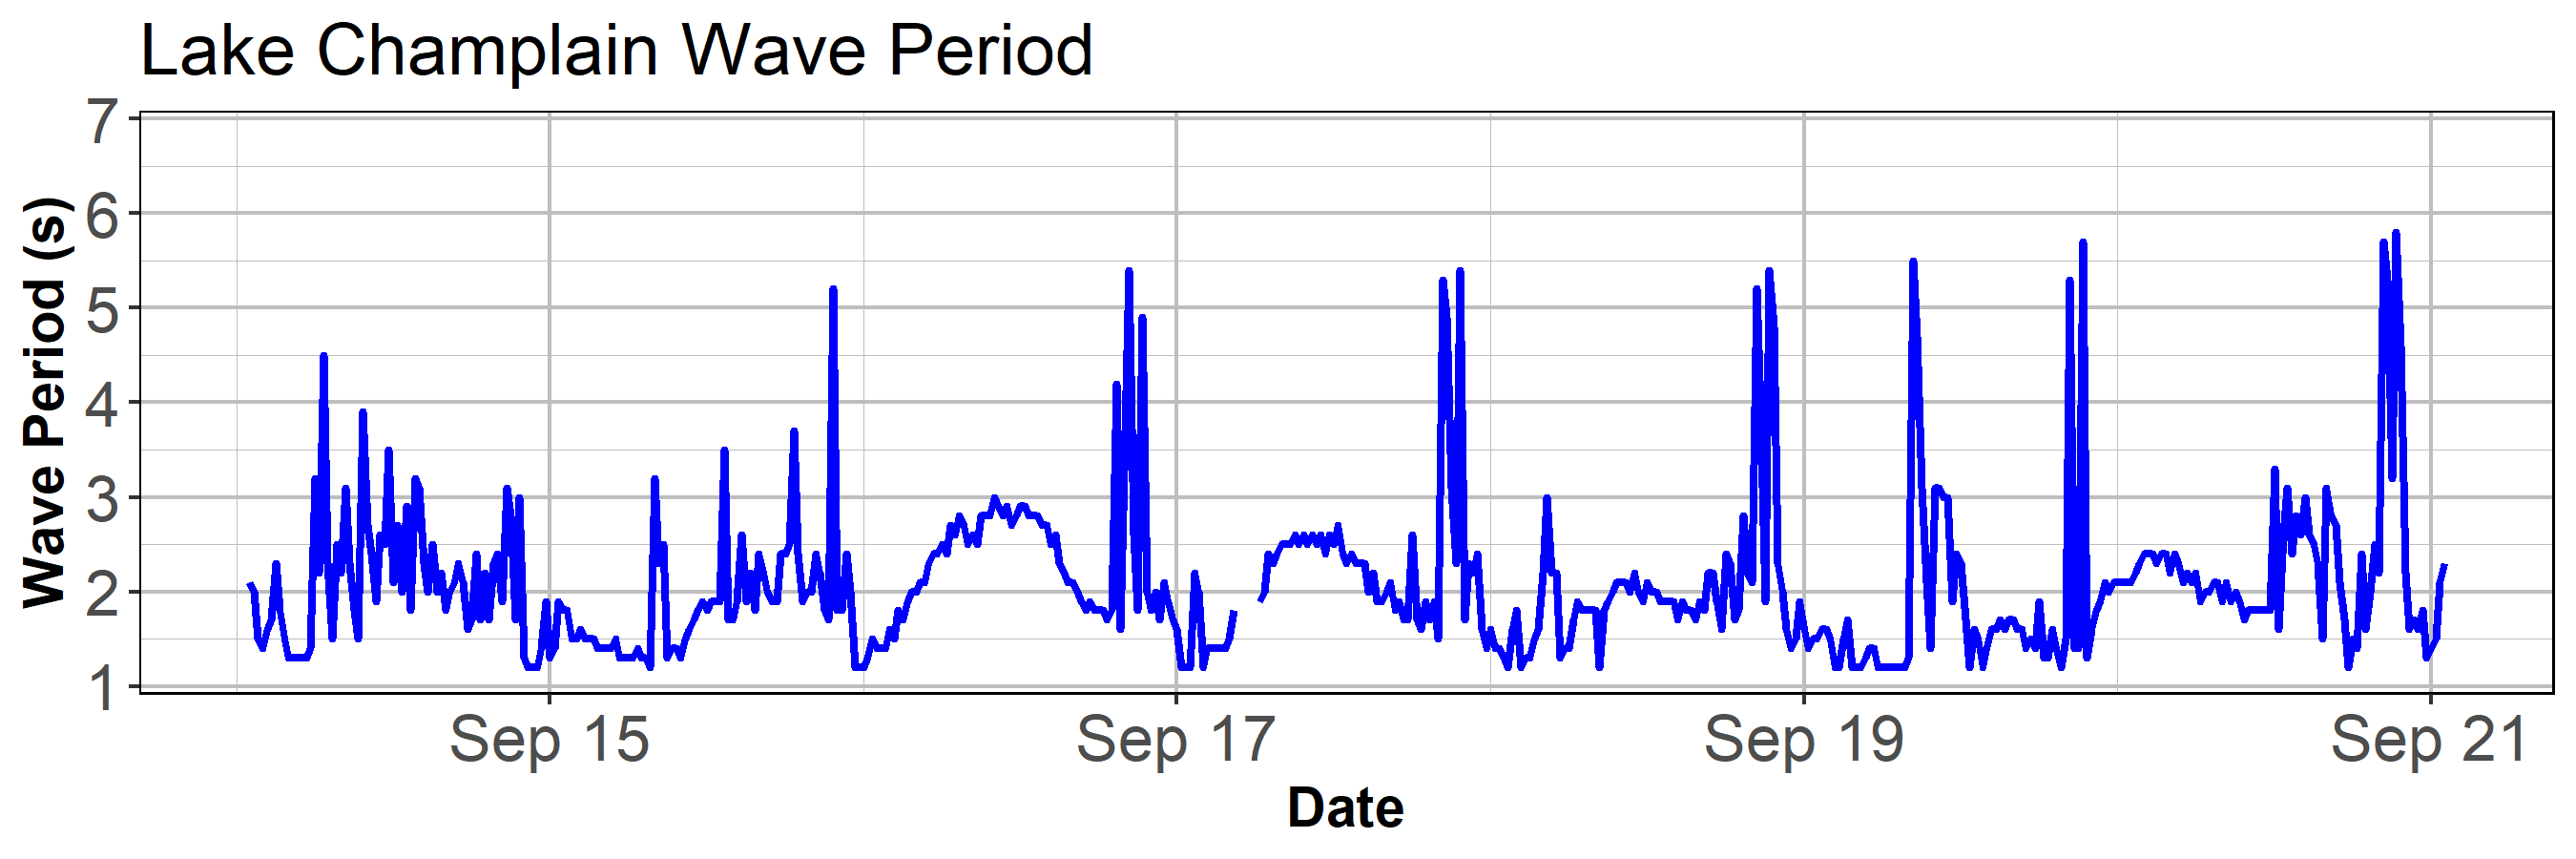 Lake Champlain Wave Period
Wave Period (s)
7
6
5
4
3
2
1
Sep 15
Sep 17
Sep 19
Sep 21
Date